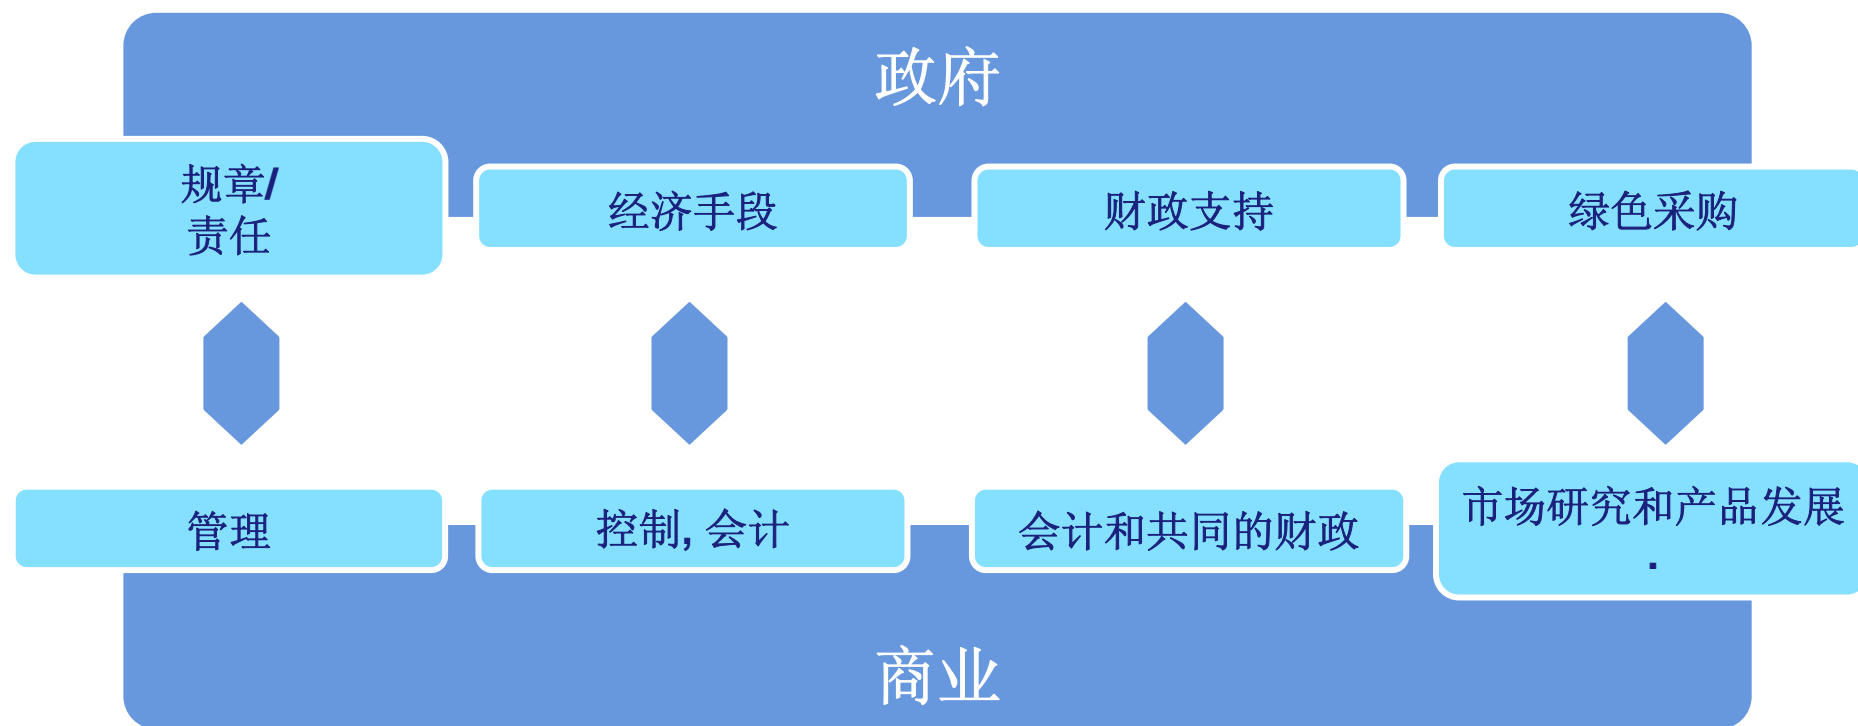 政府
规章/
责任
经济手段
财政支持
绿色采购
管理
控制, 会计
会计和共同的财政
市场研究和产品发展
.
商业